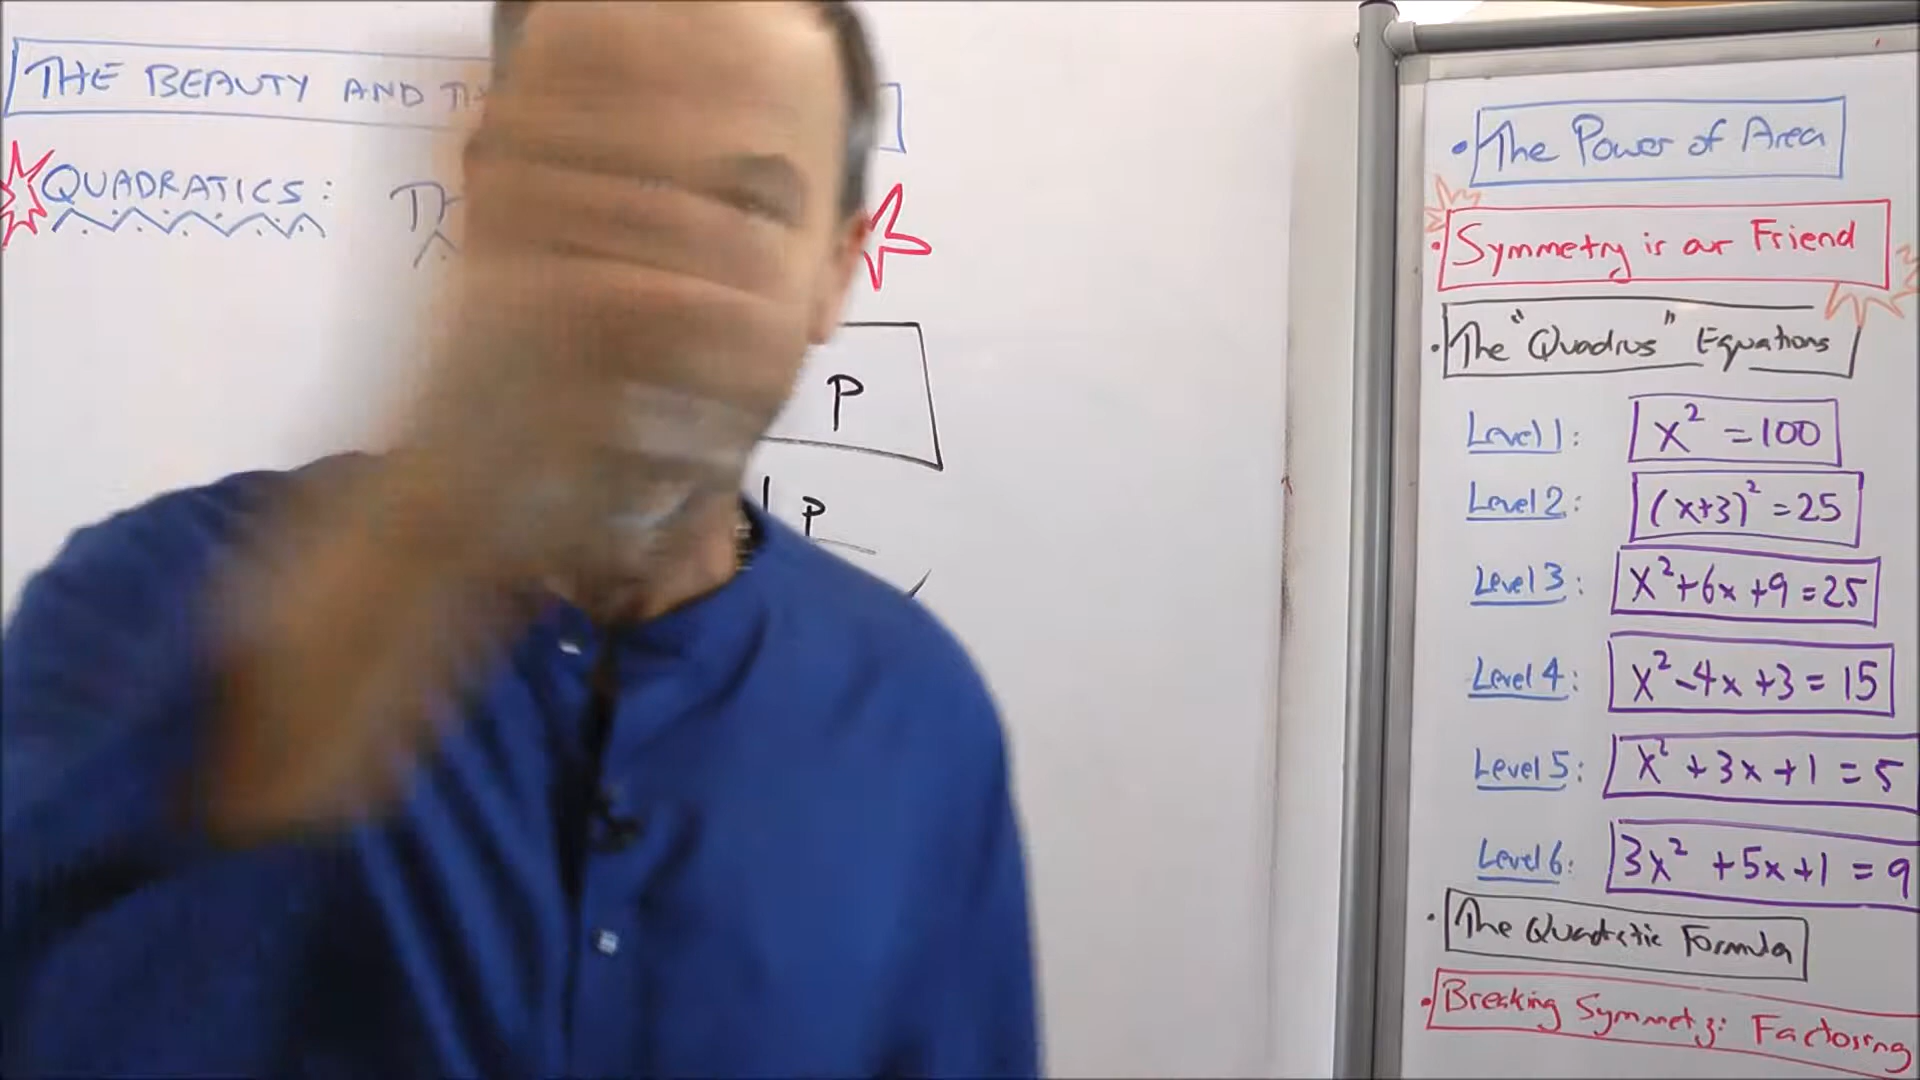 THE BEAUTY AND
QUADRATICS:
P
P
• The Power of Area
• Symmetry is our Friend
• The "Quadrus" Equations
Level 1: x² = 100
Level 2: (x+3)² = 25
Level 3: x²+6x+9=25
Level 4: x²-4x+3=15
Level 5: x²+3x+1=5
Level 6: 3x²+5x+1=9
• The Quadratic Formula
• Breaking Symmetry: Factoring